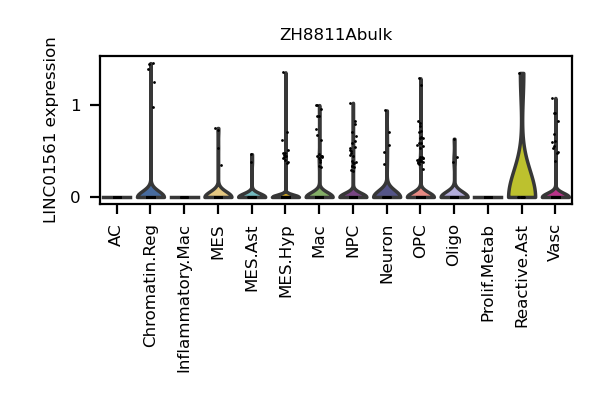 ZH8811Abulk
LINC01561 expression
1
0
AC
Chromatin.Reg
Inflammatory.Mac
MES
MES.Ast
MES.Hyp
Mac
NPC
Neuron
OPC
Oligo
Prolif.Metab
Reactive.Ast
Vasc